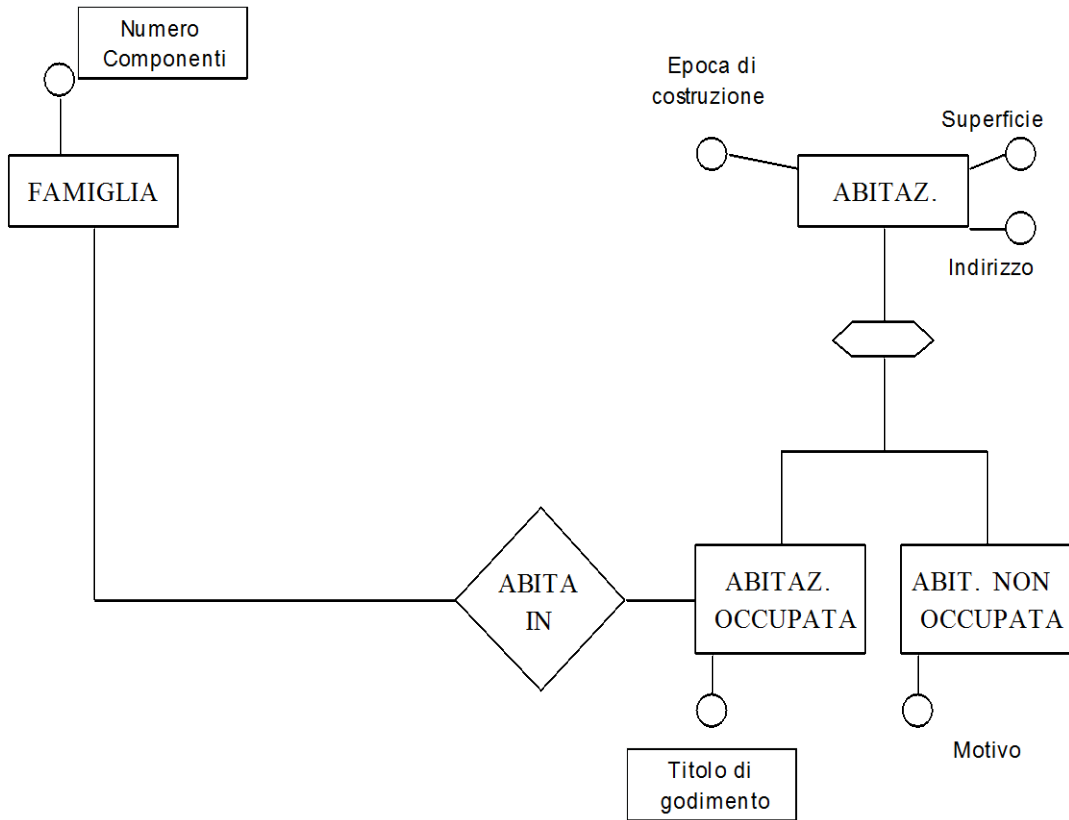 Numero
Componenti
Epoca di
costruzione
Superficie
FAMIGLIA
ABITAZ.
Indirizzo
ABITA
IN
ABITAZ.
OCCUPATA
ABIT. NON
OCCUPATA
Titolo di
godimento
Motivo